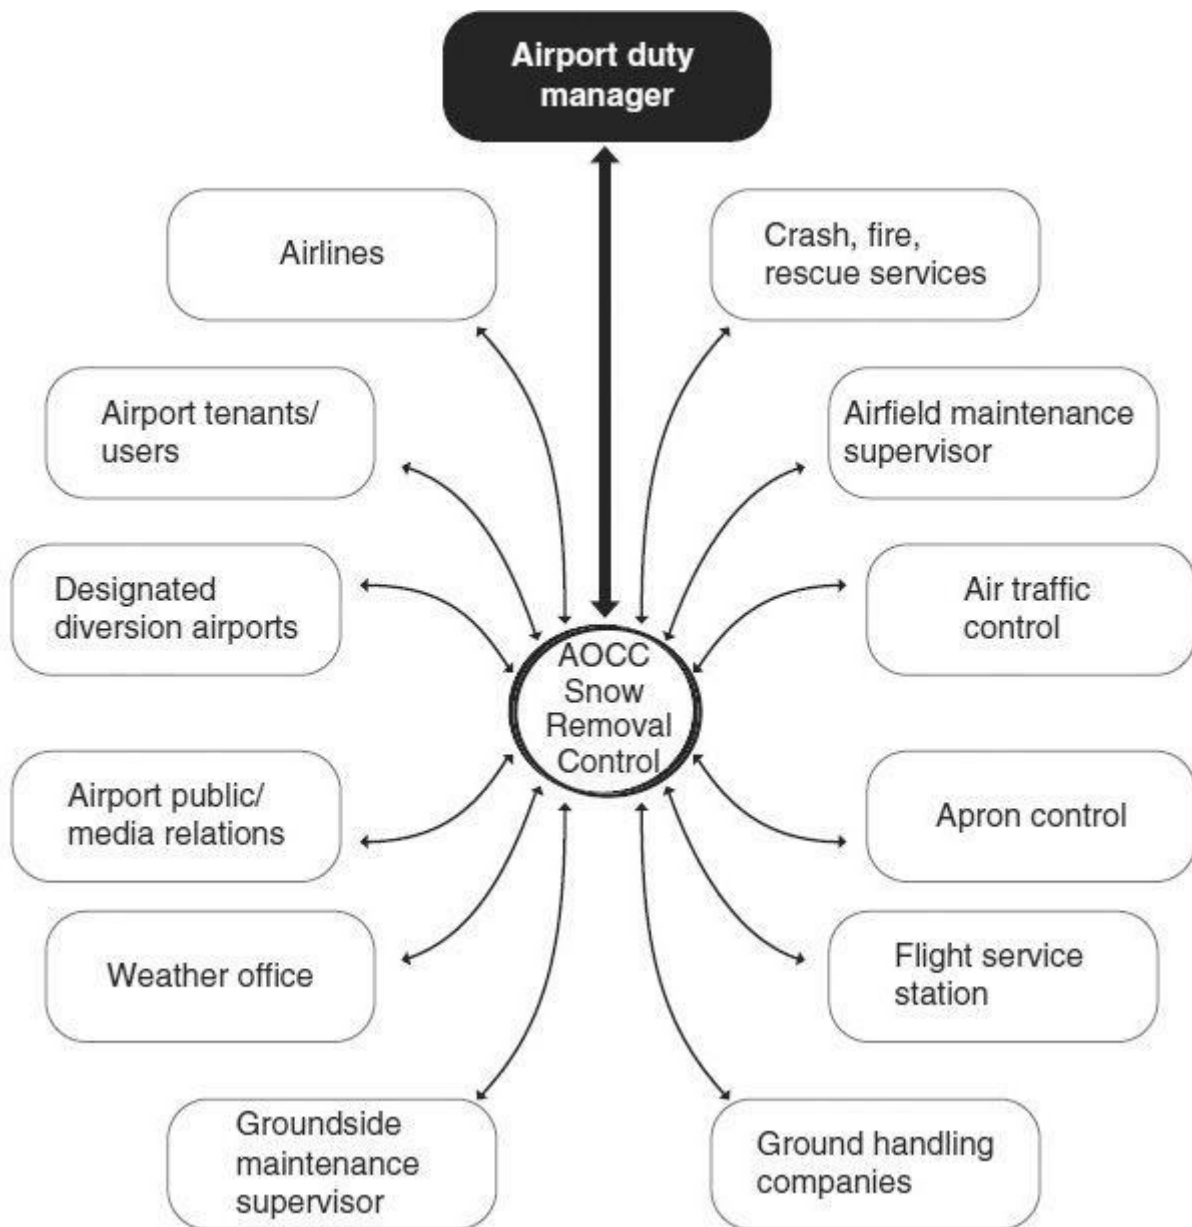 Airport duty
manager
Airlines
Crash, fire,
rescue services
Airport tenants/
users
Airfield maintenance
supervisor
Designated
diversion airports
Air traffic
control
AOCC
Snow
Removal
Control
Airport public/
media relations
Apron control
Weather office
Flight service
station
Groundside
maintenance
supervisor
Ground handling
companies